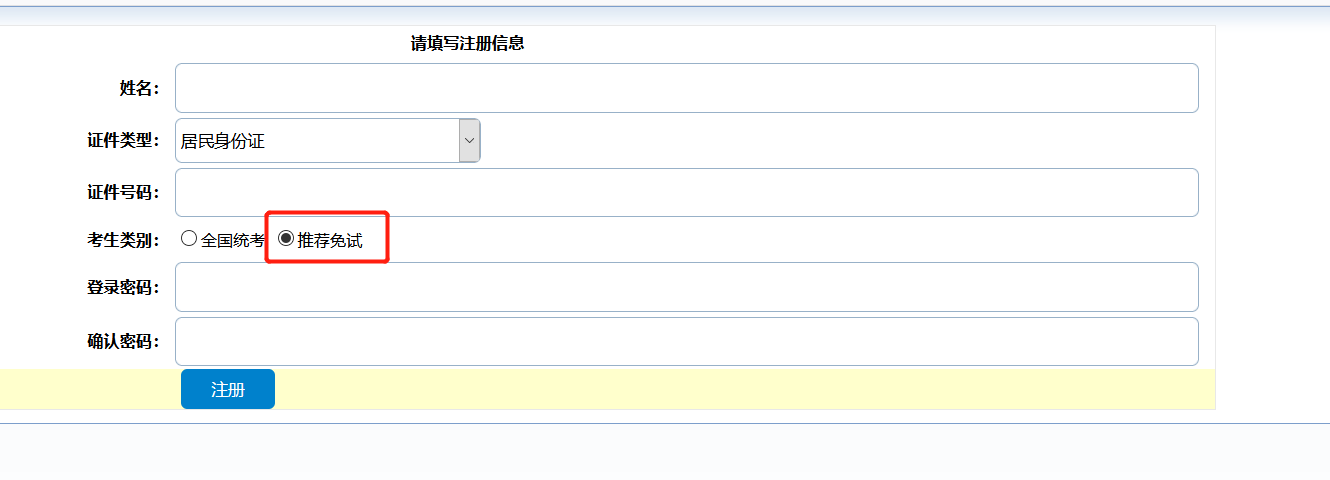 请填写注册信息
姓名：
证件类型： 居民身份证
证件号码：
考生类别： 全国统考 推荐免试
登录密码：
确认密码：
注册